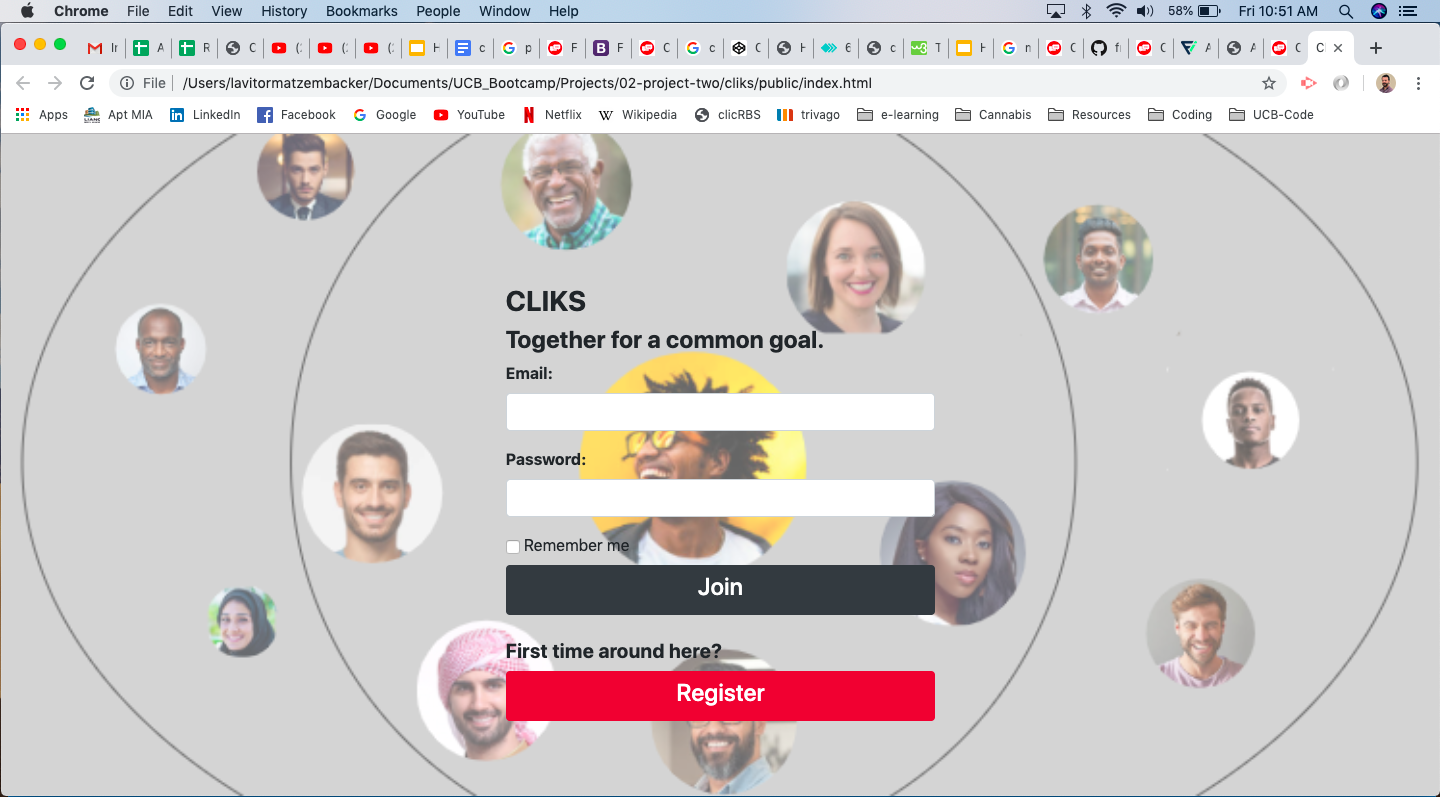 Chrome File Edit View History Bookmarks People Window Help 58% Fri 10:51 AM
File /Users/lavitormatzembacker/Documents/UCB_Bootcamp/Projects/02-project-two/cliks/public/index.html
Apps Apt MIA LinkedIn Facebook Google YouTube Netflix Wikipedia clicRBS trivago e-learning Cannabis Resources Coding UCB-Code
CLIKS
Together for a common goal.
Email:
Password:
Remember me
Join
First time around here?
Register